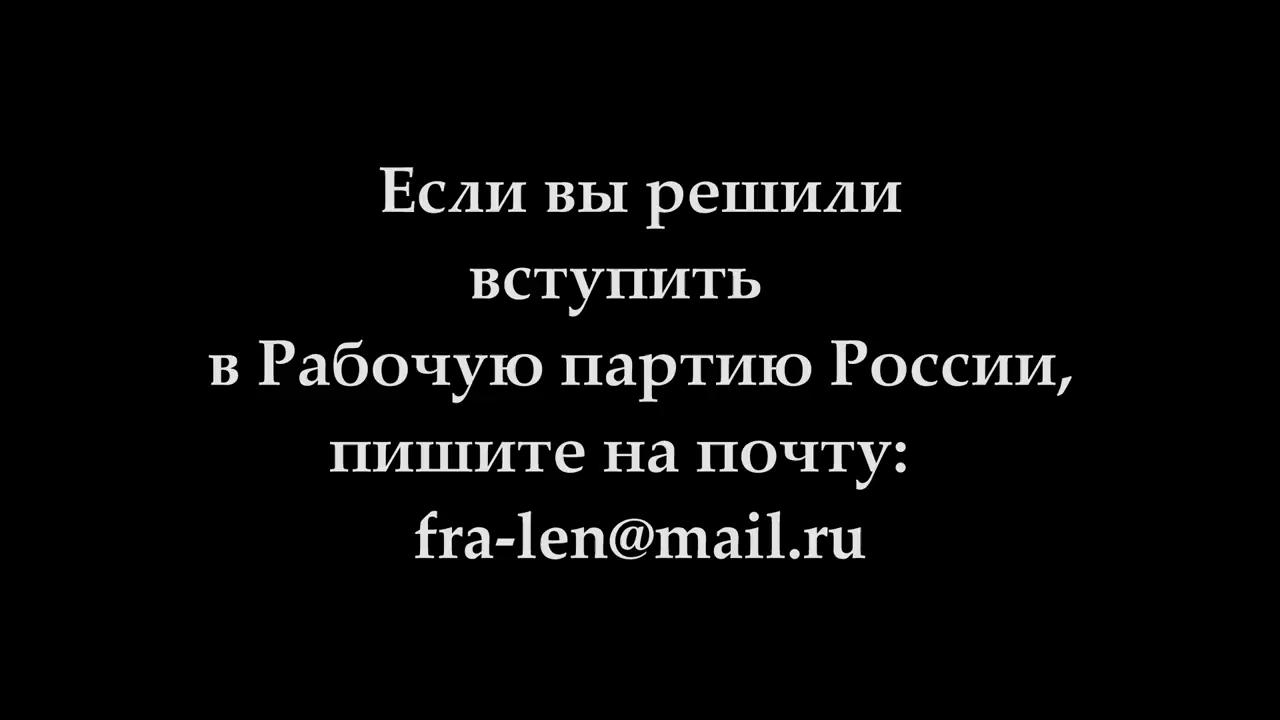 Если вы решили
вступить
в Рабочую партию России,
пишите на почту:
fra-len@mail.ru